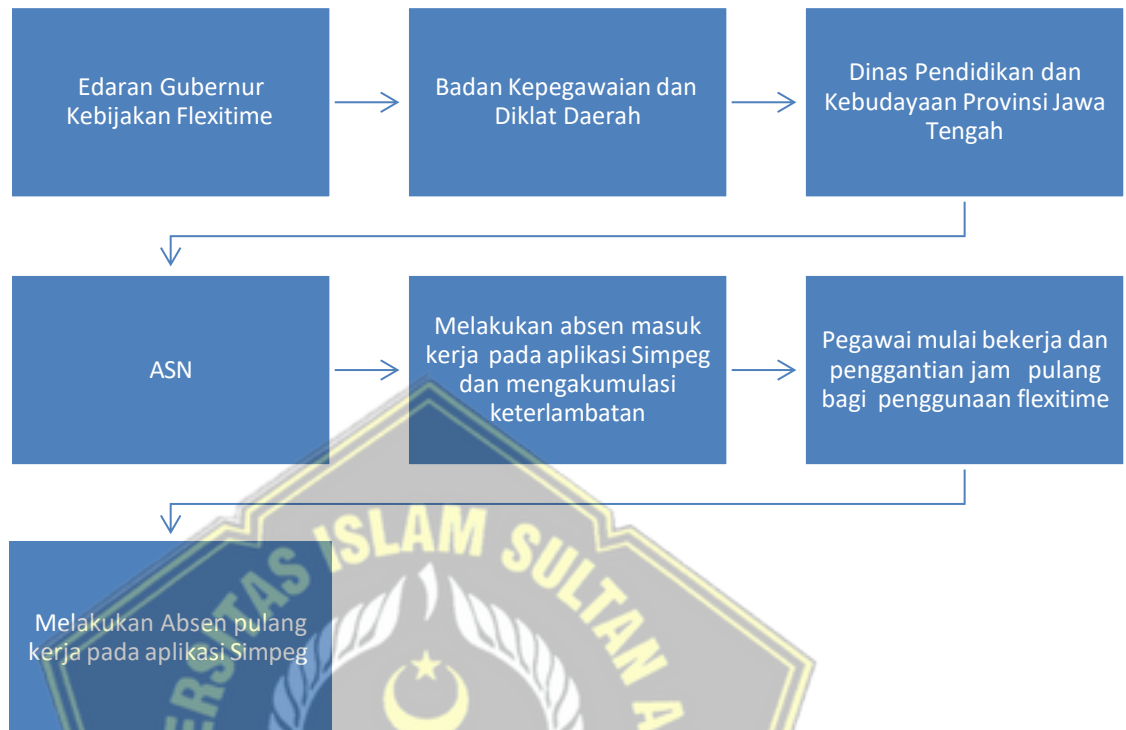 Edaran Gubernur
Kebijakan Flexitime
Badan Kepegawaian dan
Diklat Daerah
Dinas Pendidikan dan
Kebudayaan Provinsi Jawa
Tengah
ASN
Melakukan absen masuk
kerja pada aplikasi Simpeg
dan mengakumulasi
keterlambatan
Pegawai mulai bekerja dan
penggantian jam pulang
bagi penggunaan flexitime
Melakukan Absen pulang
kerja pada aplikasi Simpeg
ISLAM SULTAN